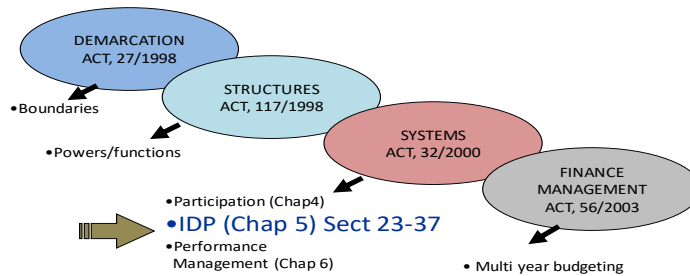 DEMARCATION
ACT, 27/1998
•Boundaries
STRUCTURES
ACT, 117/1998
•Powers/functions
SYSTEMS
ACT, 32/2000
•Participation (Chap4)
•IDP (Chap 5) Sect 23-37
•Performance
Management (Chap 6)
FINANCE
MANAGEMENT
ACT, 56/2003
• Multi year budgeting